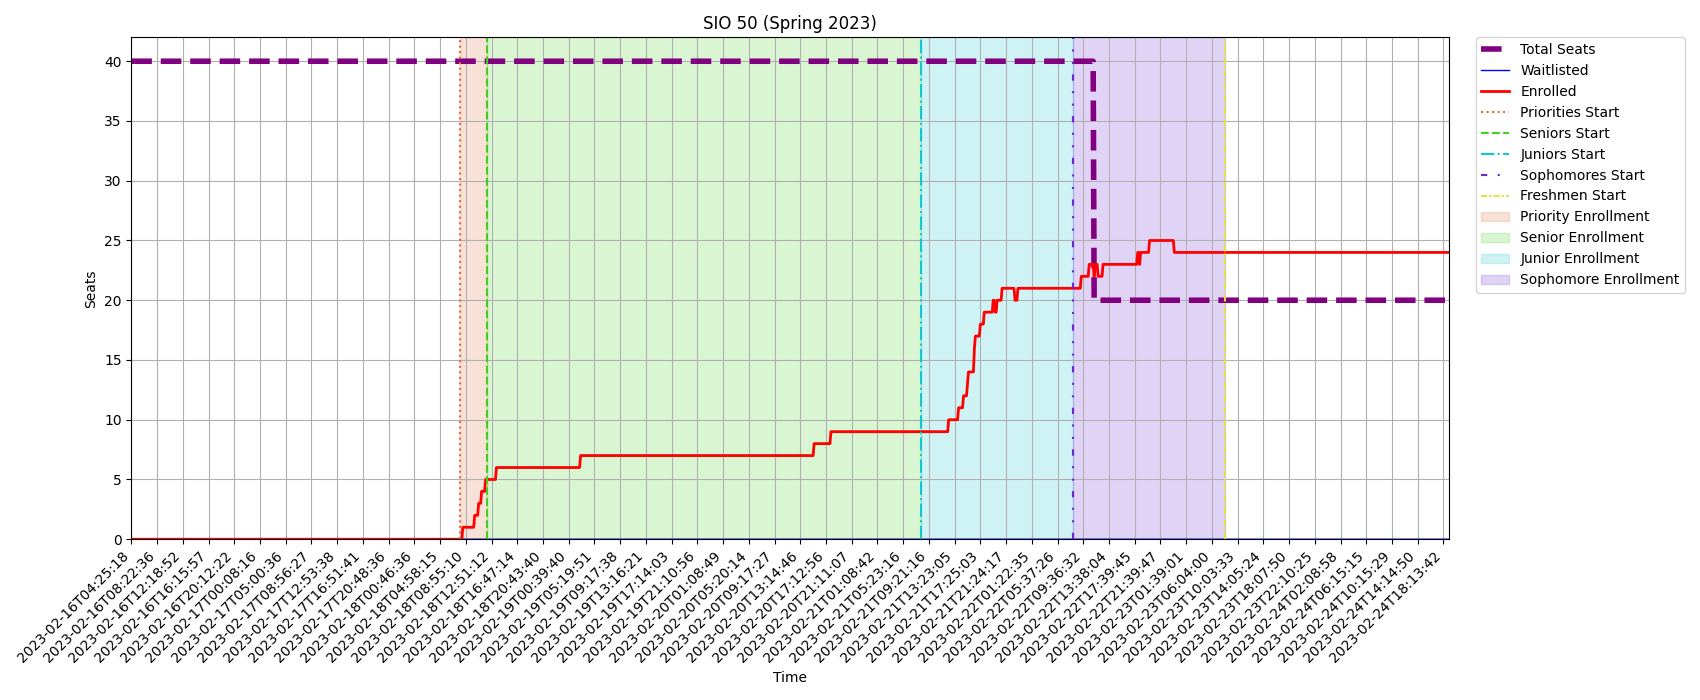 SIO 50 (Spring 2023)
Seats
40
35
30
25
20
15
10
5
0
2023-02-16T04:25:18
2023-02-16T08:22:36
2023-02-16T12:18:52
2023-02-16T16:15:57
2023-02-16T20:12:22
2023-02-17T00:08:16
2023-02-17T05:00:36
2023-02-17T08:56:27
2023-02-17T12:53:38
2023-02-17T16:51:41
2023-02-17T20:48:36
2023-02-18T00:46:36
2023-02-18T04:58:15
2023-02-18T08:55:10
2023-02-18T12:51:12
2023-02-18T16:47:14
2023-02-18T20:43:40
2023-02-19T00:39:40
2023-02-19T05:19:51
2023-02-19T09:17:38
2023-02-19T13:16:21
2023-02-19T17:14:03
2023-02-19T21:10:56
2023-02-20T01:08:49
2023-02-20T05:20:14
2023-02-20T09:17:27
2023-02-20T13:14:46
2023-02-20T17:12:56
2023-02-20T21:11:07
2023-02-21T01:08:42
2023-02-21T05:23:10
2023-02-21T09:21:16
2023-02-21T13:23:05
2023-02-21T17:25:03
2023-02-21T21:24:17
2023-02-22T01:22:35
2023-02-22T05:37:26
2023-02-22T09:36:32
2023-02-22T13:38:04
2023-02-22T17:39:45
2023-02-22T21:39:47
2023-02-23T01:39:01
2023-02-23T06:04:00
2023-02-23T10:03:33
2023-02-23T14:05:24
2023-02-23T18:07:50
2023-02-23T22:10:25
2023-02-24T02:08:58
2023-02-24T06:15:15
2023-02-24T10:15:29
2023-02-24T14:14:50
2023-02-24T18:13:42
Time
Total Seats
Waitlisted
Enrolled
Priorities Start
Seniors Start
Juniors Start
Sophomores Start
Freshmen Start
Priority Enrollment
Senior Enrollment
Junior Enrollment
Sophomore Enrollment